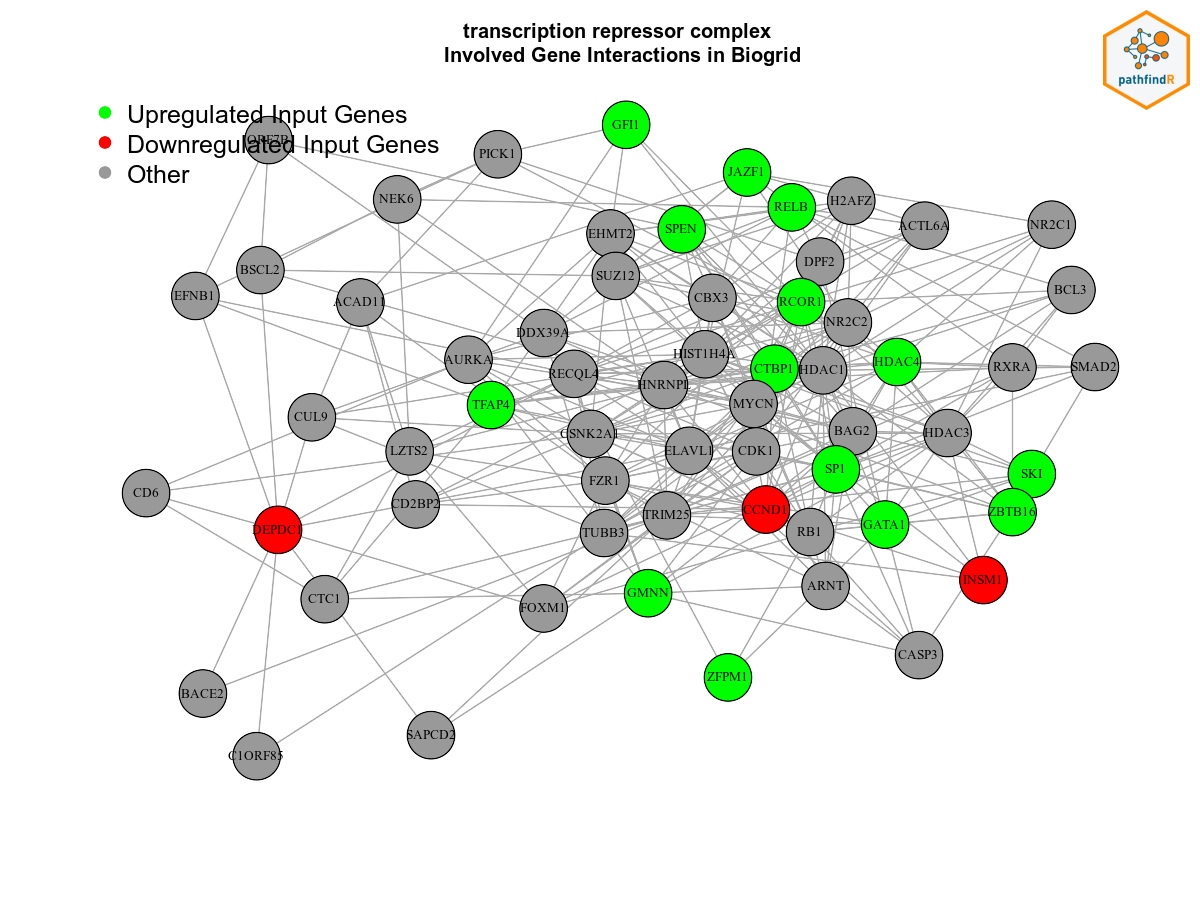 transcription repressor complex
Involved Gene Interactions in Biogrid
pathfindR
Upregulated Input Genes
Downregulated Input Genes
Other
GFI1
PICK1
JAZF1
NEK6
RELB
H2AFZ
SPEN
EHMT2
ACTL6A
NR2C1
DPF2
BSCL2
SUZ12
EFNB1
ACAD11
CBX3
RCOR1
BCL3
NR2C2
DDX39A
AURKA
HIST1H4A
RECQL4
HNRNPL
CTBP1
HDAC1
HDAC4
RXRA
SMAD2
TFAP4
MYCN
CUL9
CSNK2A1
BAG2
HDAC3
LZTS2
ELAVL1
CDK1
SP1
SKI
FZR1
CD6
CD2BP2
TRIM25
CCND1
ZBTB16
DEPDC1
TUBB3
RB1
GATA1
CTC1
FOXM1
GMNN
ARNT
INSM1
CASP3
ZFPM1
BACE2
SAPCD2
C1ORF85